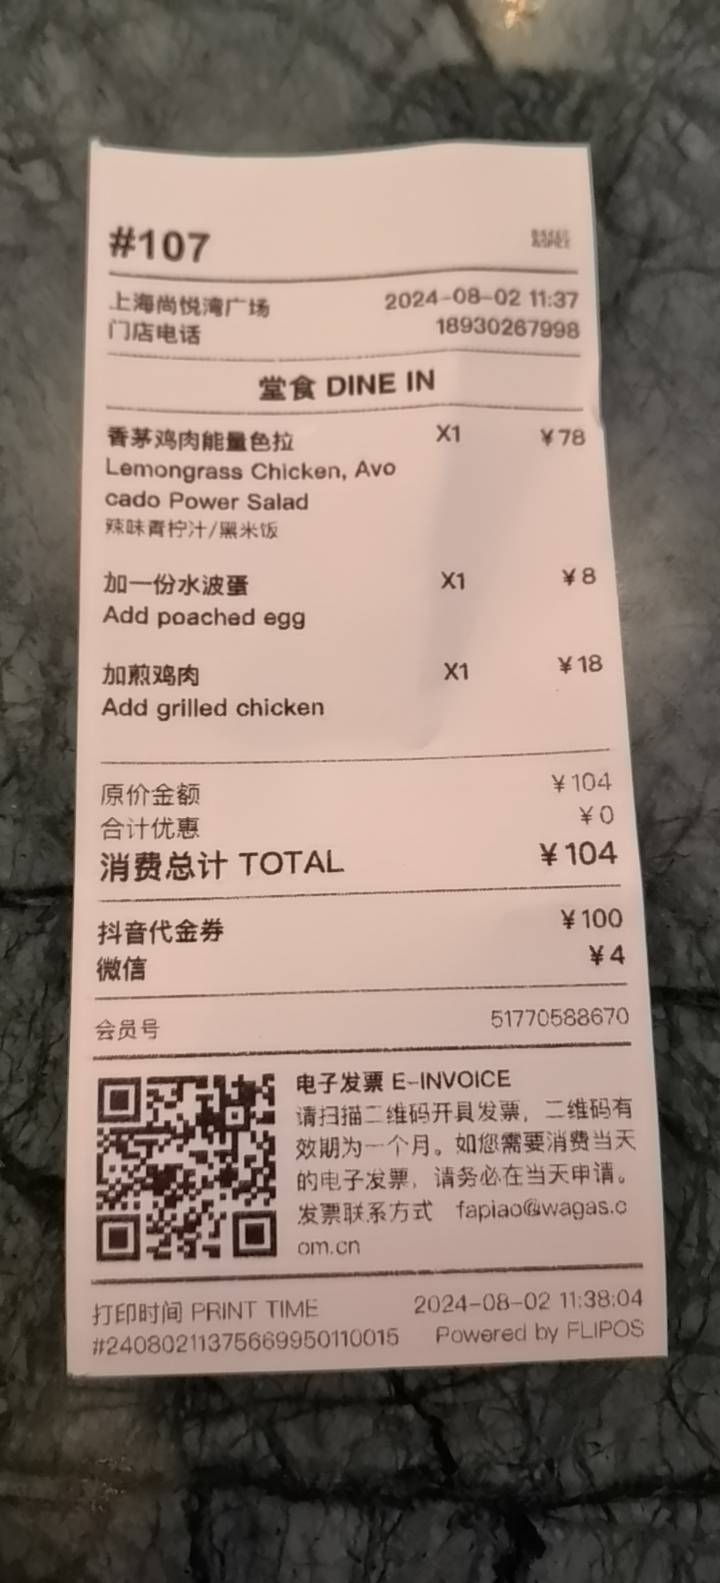 #107
上海尚悦湾广场 2024-08-02 11:37
门店电话 18930267998
堂食 DINE IN
香茅鸡肉能量色拉 X1 ¥78
Lemongrass Chicken, Avo
cado Power Salad
辣味青柠汁/黑米饭
加一份水波蛋 X1 ¥8
Add poached egg
加煎鸡肉 X1 ¥18
Add grilled chicken
原价金额 ¥104
合计优惠 ¥0
消费总计 TOTAL ¥104
抖音代金券 ¥100
微信 ¥4
会员号 51770588670
电子发票 E-INVOICE
请扫描二维码开具发票，二维码有
效期为一个月。如您需要消费当天
的电子发票，请务必在当天申请。
发票联系方式 fapiao@wagas.c
om.cn
打印时间 PRINT TIME 2024-08-02 11:38:04
#24080211375669950110015 Powered by FLIPOS